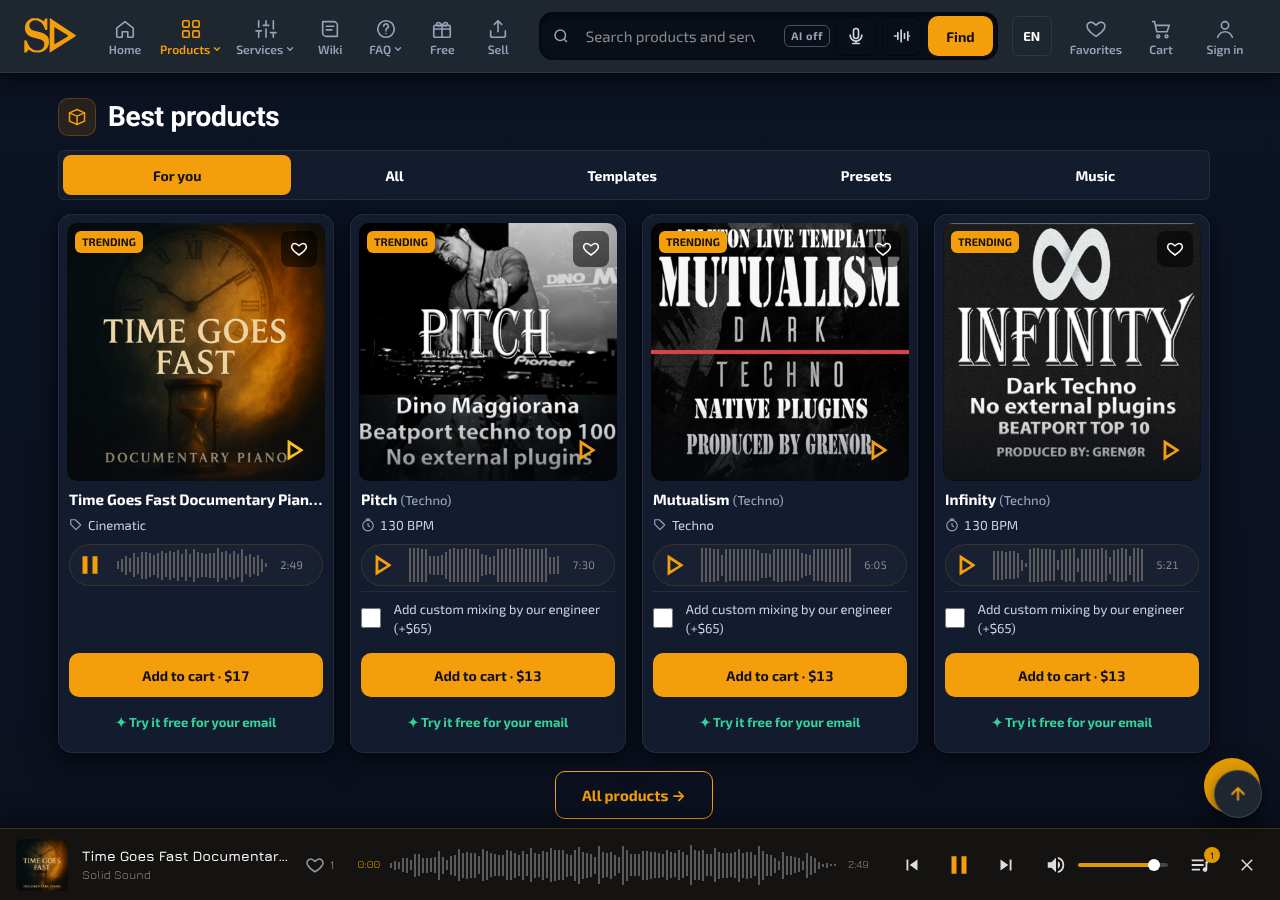 Home
Products
Services
Wiki
FAQ
Free
Sell
Search products and serv
AI off
Find
EN
Favorites
Cart
Sign in
Best products
For you
All
Templates
Presets
Music
TRENDING
TIME GOES
FAST
DOCUMENTARY PIANO
Time Goes Fast Documentary Pian...
Cinematic
2:49
Add to cart · $17
✦ Try it free for your email
TRENDING
DINO M
PITCH
Pioneer
Dino Maggiorana
Beatport techno top 100
No external plugins
Pitch (Techno)
130 BPM
7:30
Add custom mixing by our engineer
(+$65)
Add to cart · $13
✦ Try it free for your email
TRENDING
ABLETON LIVE TEMPLATE
MUTUALISM
DARK
TECHNO
NATIVE PLUGINS
PRODUCED BY GRENOR
Mutualism (Techno)
Techno
6:05
Add custom mixing by our engineer
(+$65)
Add to cart · $13
✦ Try it free for your email
TRENDING
INFINITY
Dark Techno
No external plugins
BEATPORT TOP 10
PRODUCED BY: GRENØR
Infinity (Techno)
130 BPM
5:21
Add custom mixing by our engineer
(+$65)
Add to cart · $13
✦ Try it free for your email
All products →
TIME GOES
FAST
Time Goes Fast Documentar...
Solid Sound
1
0:00
2:49
1